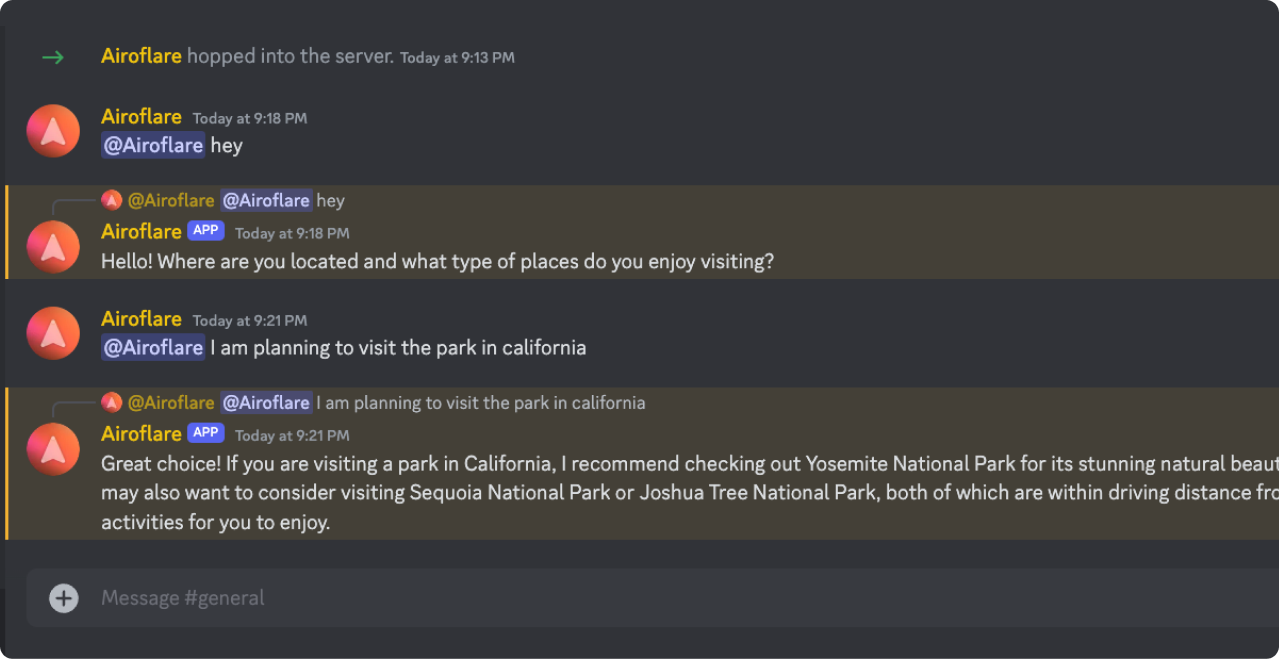 Airoflare hopped into the server. Today at 9:13 PM
Airoflare Today at 9:18 PM
@Airoflare hey
@Airoflare @Airoflare hey
Airoflare APP Today at 9:18 PM
Hello! Where are you located and what type of places do you enjoy visiting?
Airoflare Today at 9:21 PM
@Airoflare I am planning to visit the park in california
@Airoflare @Airoflare I am planning to visit the park in california
Airoflare APP Today at 9:21 PM
Great choice! If you are visiting a park in California, I recommend checking out Yosemite National Park for its stunning natural
may also want to consider visiting Sequoia National Park or Joshua Tree National Park, both of which are within driving distance
activities for you to enjoy.
Message #general